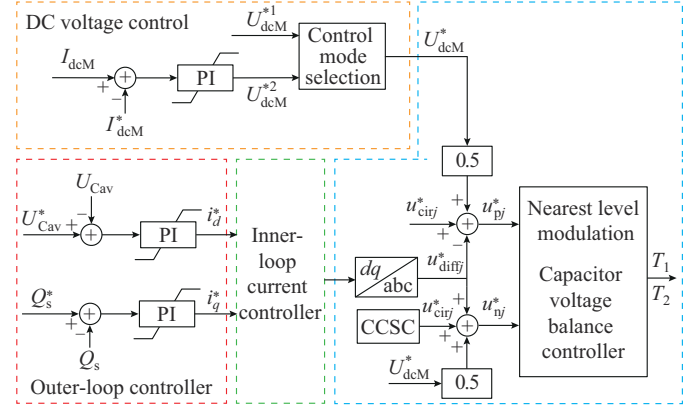 DC voltage control
U*1dcM
Control
mode
selection
U*dcM
IdcM
+
−
I*dcM
PI
U*2dcM
0.5
UCav
−
U*Cav
+
PI
i*d
Q*s
+
−
Qs
PI
i*q
Outer-loop controller
Inner-
loop
current
controller
dq
abc
u*diffj
u*cirj
+
+
−
u*pj
CCSC
u*cirj
+
+
+
u*nj
U*dcM
0.5
Nearest level
modulation
Capacitor
voltage
balance
controller
T1
T2